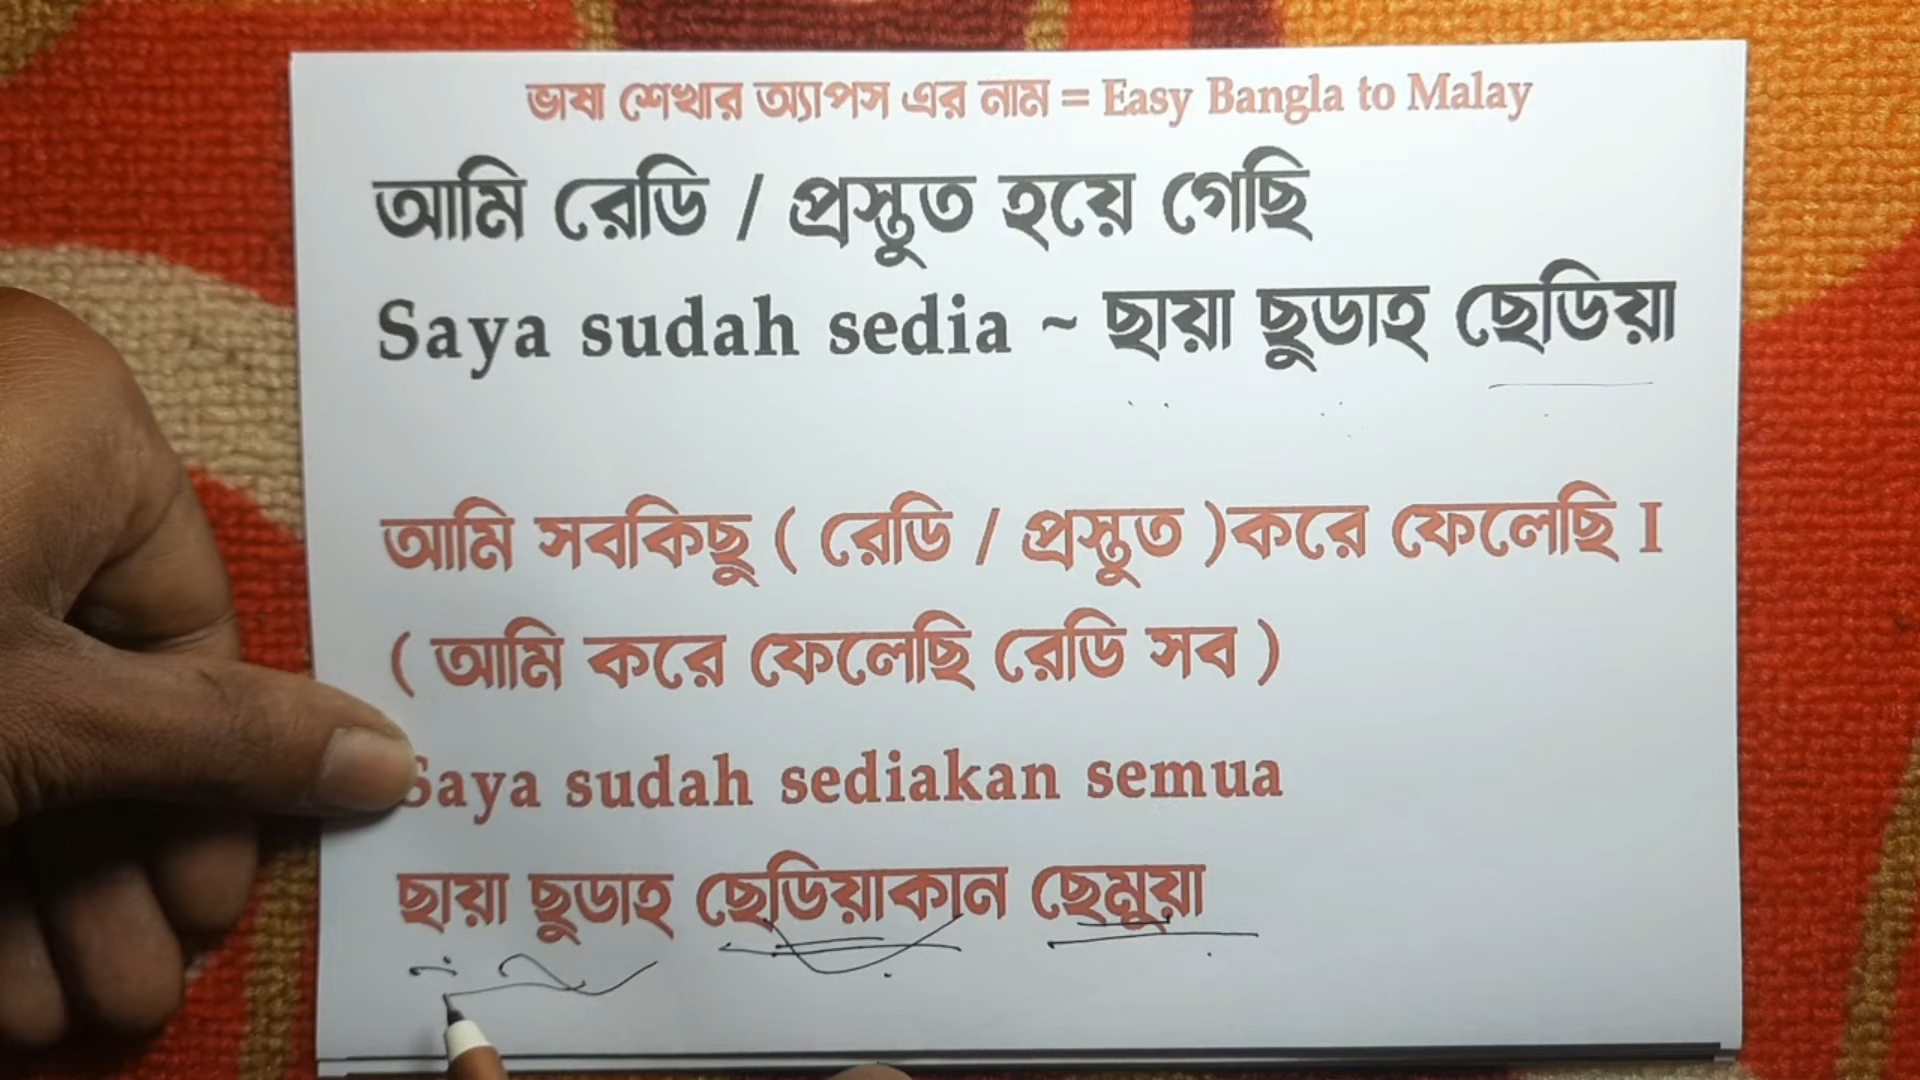 ভাষা শেখার অ্যাপস এর নাম = Easy Bangla to Malay
আমি রেডি / প্রস্তুত হয়ে গেছি
Saya sudah sedia ~ ছায়া ছুডাহ ছেডিয়া
আমি সবকিছু ( রেডি / প্রস্তুত )করে ফেলেছি I
( আমি করে ফেলেছি রেডি সব )
Saya sudah sediakan semua
ছায়া ছুডাহ ছেডিয়াকান ছেমুয়া